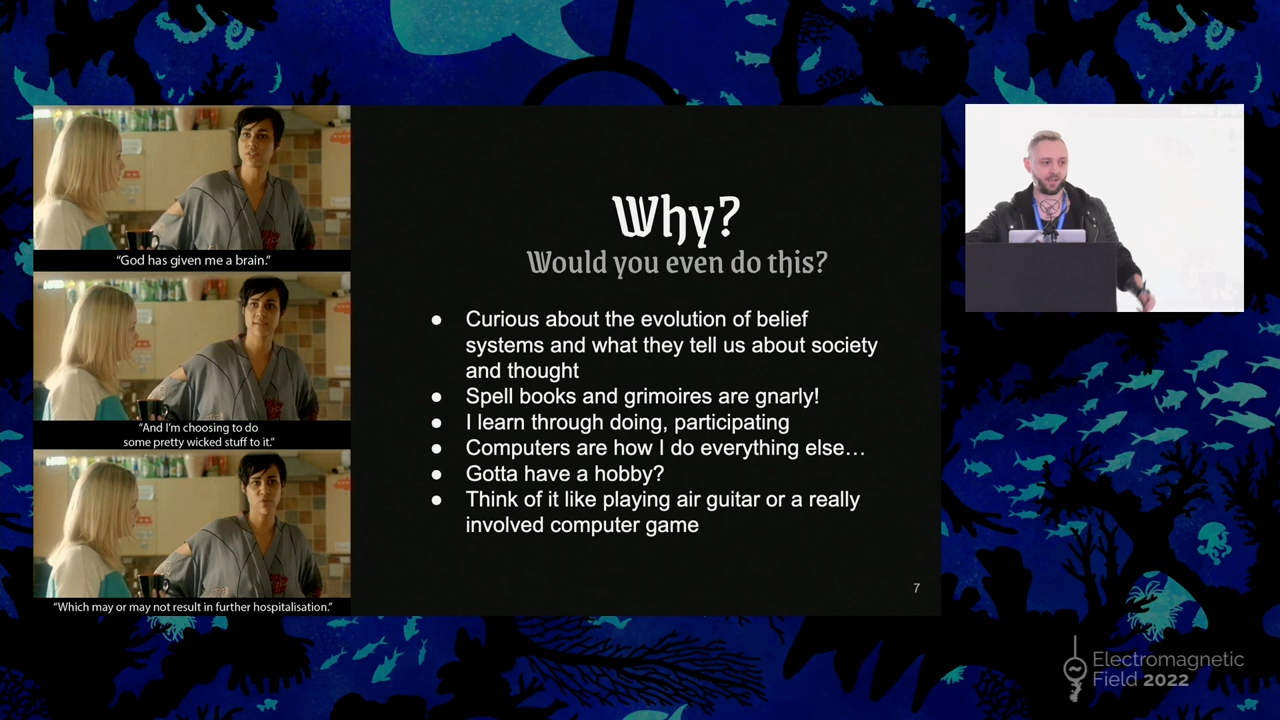 “God has given me a brain.”
“And I’m choosing to do
some pretty wicked stuff to it.”
“Which may or may not result in further hospitalisation.”
Why?
Would you even do this?
● Curious about the evolution of belief
systems and what they tell us about society
and thought
● Spell books and grimoires are gnarly!
● I learn through doing, participating
● Computers are how I do everything else…
● Gotta have a hobby?
● Think of it like playing air guitar or a really
involved computer game
7
Electromagnetic
Field 2022